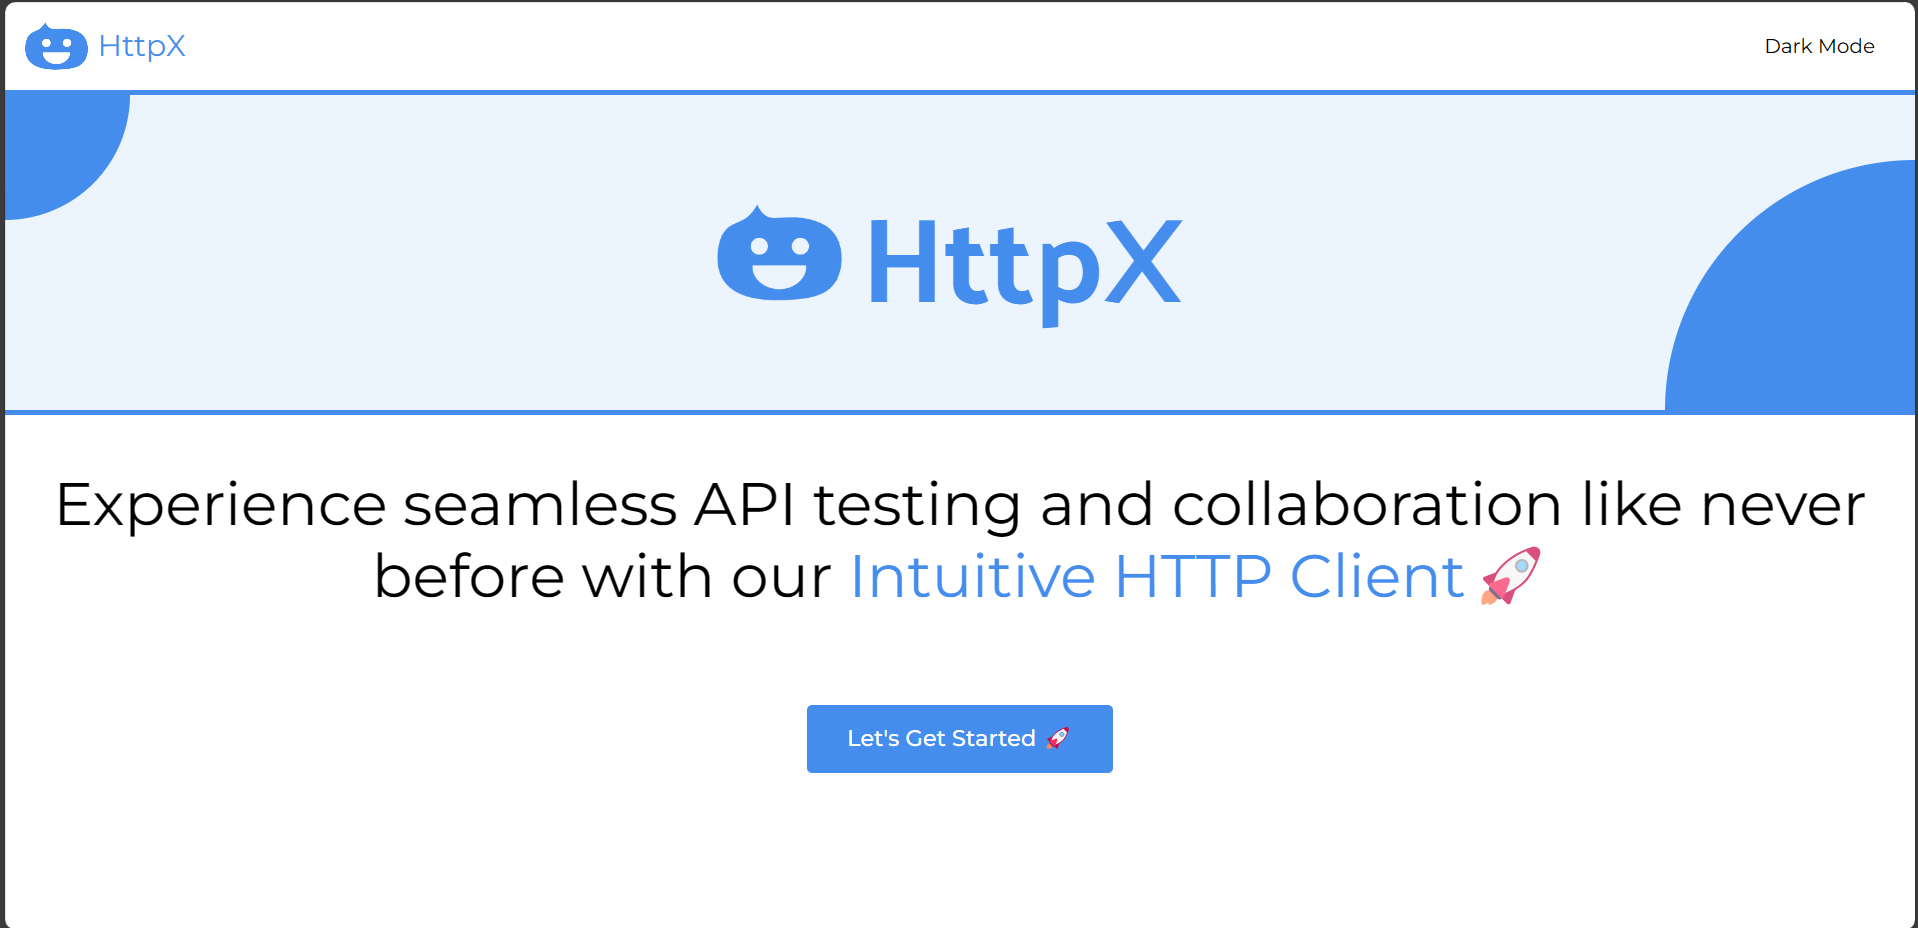 HttpX
Dark Mode
HttpX
Experience seamless API testing and collaboration like never
before with our Intuitive HTTP Client 🚀
Let's Get Started 🚀